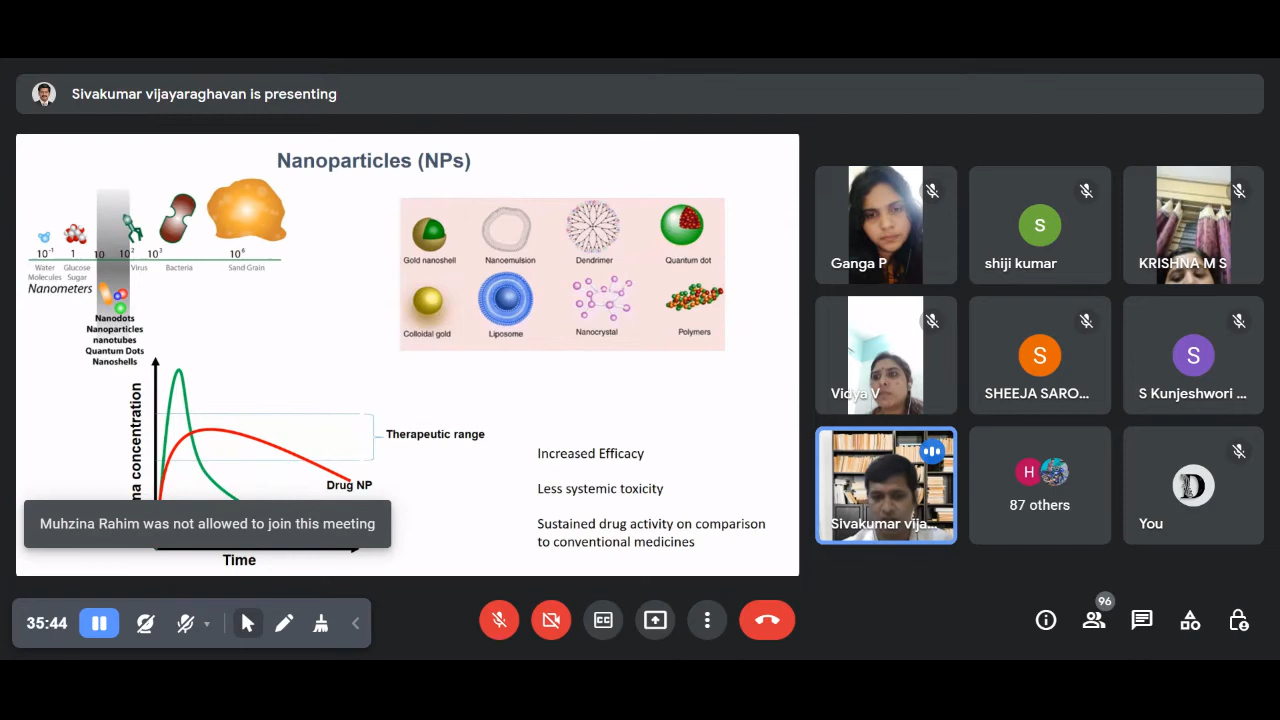 Sivakumar vijayaraghavan is presenting
Nanoparticles (NPs)
10⁻¹ 1 10 10² 10³ 10⁶
Water Molecules
Glucose Sugar
Virus
Bacteria
Sand Grain
Nanometers
Nanodots
Nanoparticles
nanotubes
Quantum Dots
Nanoshells
Gold nanoshell
Nanoemulsion
Dendrimer
Quantum dot
Colloidal gold
Liposome
Nanocrystal
Polymers
na concentration
Therapeutic range
Drug NP
Time
Increased Efficacy
Less systemic toxicity
Sustained drug activity on comparison
to conventional medicines
Muhzina Rahim was not allowed to join this meeting
Ganga P
s
shiji kumar
KRISHNA M S
Vidya V
S
SHEEJA SARO...
S
S Kunjeshwori ...
Sivakumar vija...
H
87 others
D
You
35:44
CC
96